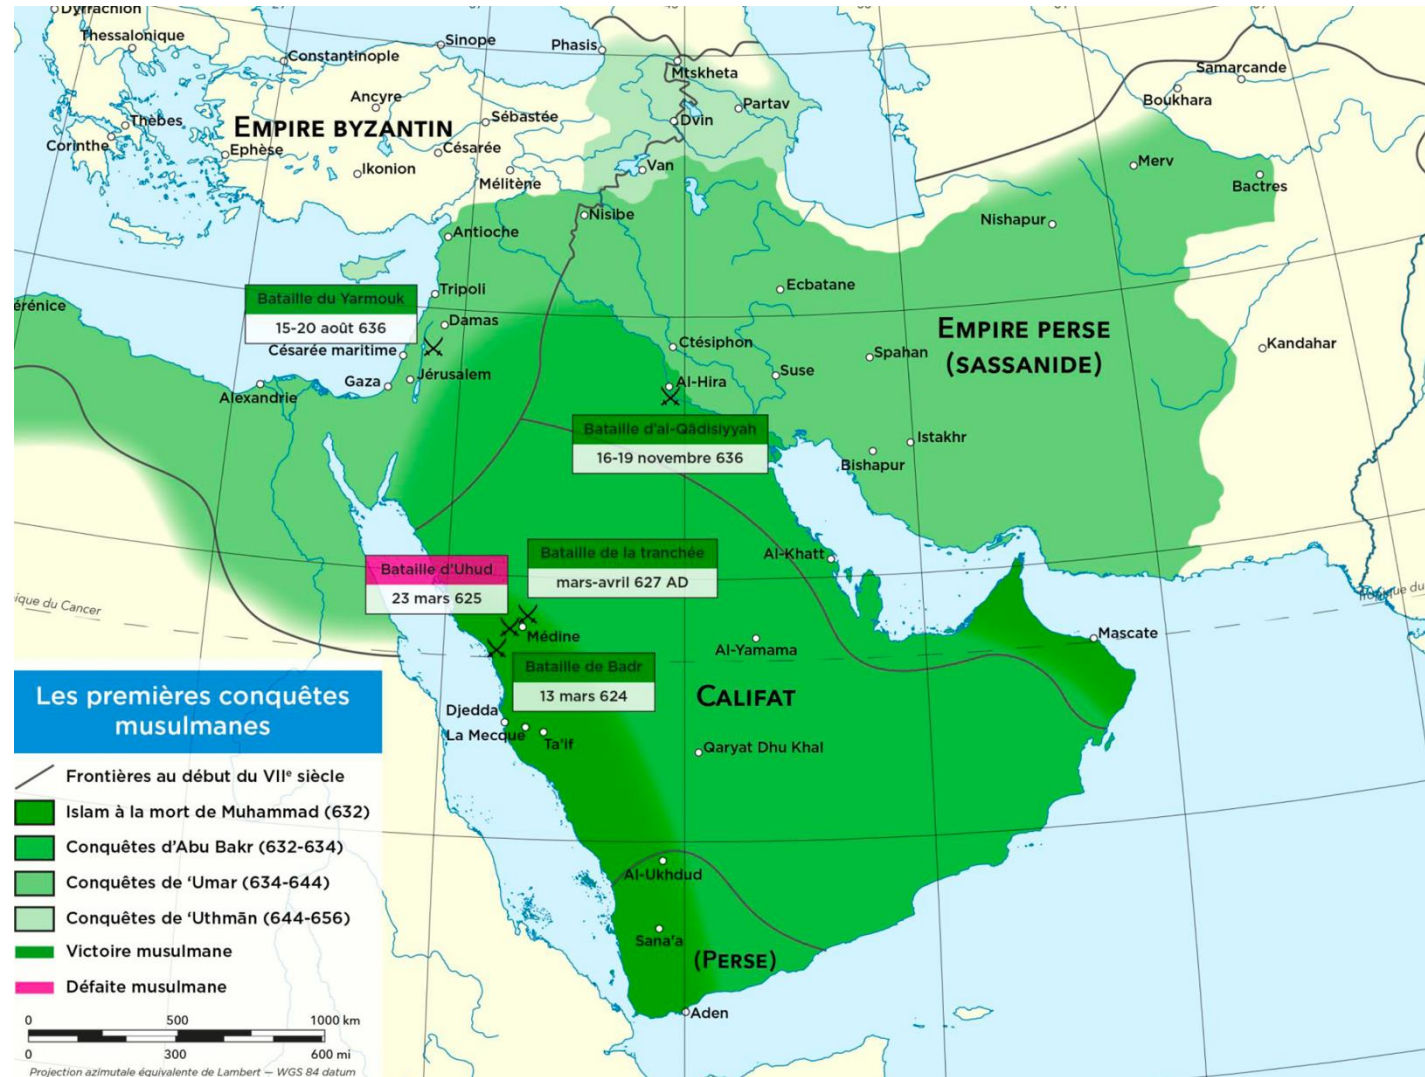 Dyrrachion
Thessalonique
Constantinople
Sinope
Phasis
Mtskheta
Samarcande
Boukhara
Ancyre
Sébastée
Partav
Dvin
Thèbes
Corinthe
EMPIRE BYZANTIN
Ephèse
Césarée
Ikonion
Mélitène
Van
Merv
Bactres
Nisibe
Nishapur
Antioche
Ecbatane
Tripoli
Bataille du Yarmouk
15-20 août 636
Damas
Césarée maritime
Ctésiphon
EMPIRE PERSE
(SASSANIDE)
Spahan
Kandahar
érénice
Alexandrie
Gaza
Jérusalem
Al-Hira
Suse
Bataille d'al-Qâdisiyyah
16-19 novembre 636
Istakhr
Bishapur
Bataille de la tranchée
mars-avril 627 AD
Bataille d'Uhud
23 mars 625
Al-Khatt
ique du Cancer
Tropique du
Médine
Al-Yamama
Mascate
Bataille de Badr
13 mars 624
CALIFAT
Djedda
La Mecque
Ta'if
Qaryat Dhu Khal
Al-Ukhdud
Sana'a
(PERSE)
Aden
Les premières conquêtes
musulmanes
Frontières au début du VIIe siècle
Islam à la mort de Muhammad (632)
Conquêtes d'Abu Bakr (632-634)
Conquêtes de ‘Umar (634-644)
Conquêtes de ‘Uthmān (644-656)
Victoire musulmane
Défaite musulmane
0 500 1000 km
0 300 600 mi
Projection azimutale équivalente de Lambert — WGS 84 datum